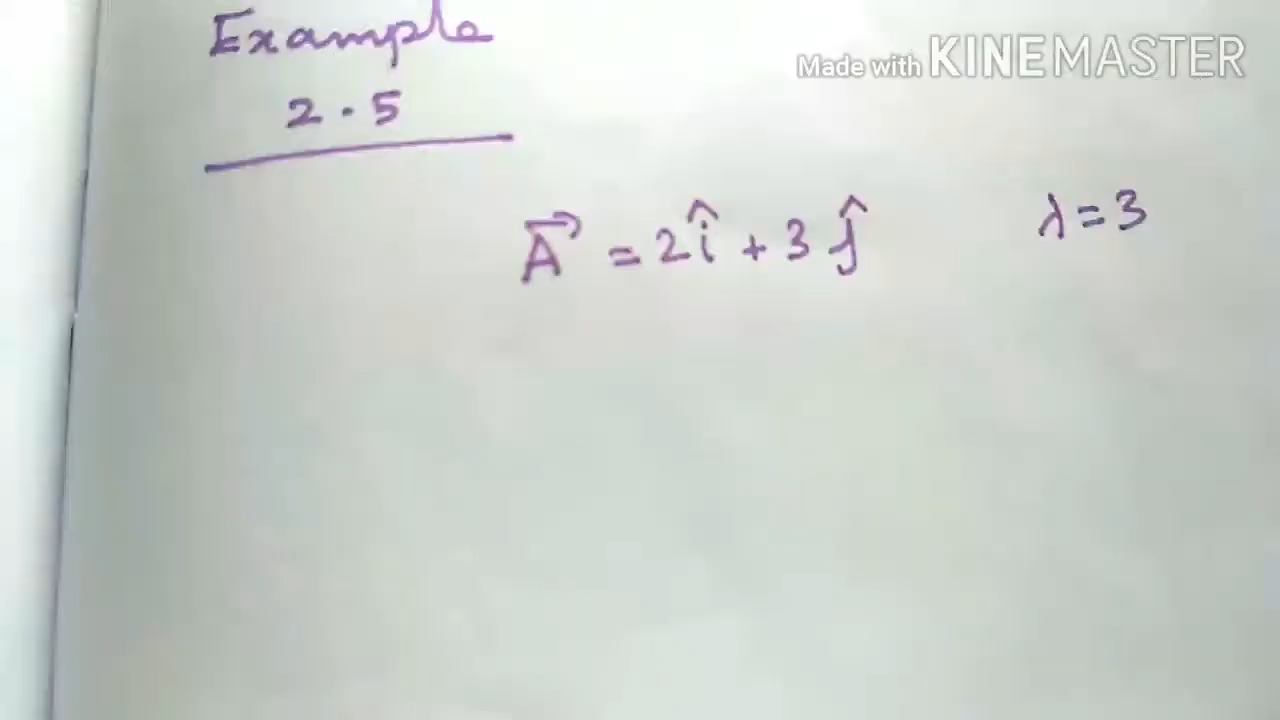 Example
Made with KINEMASTER
2.5
A⃗ = 2î + 3ĵ λ=3